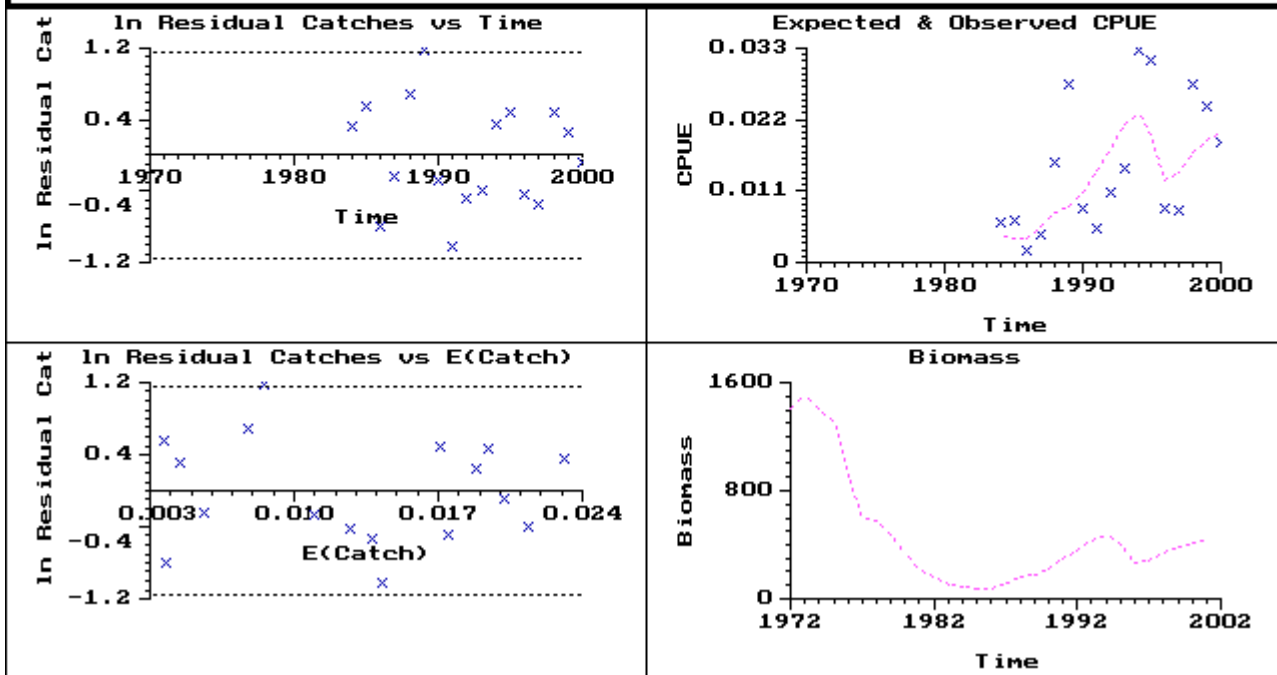 ln Residual Catches vs Time
ln Residual Cat
1.2
0.4
-0.4
-1.2
1970 1980 1990 2000
Time
Expected & Observed CPUE
CPUE
0.033
0.022
0.011
0
1970 1980 1990 2000
Time
ln Residual Catches vs E(Catch)
ln Residual Cat
1.2
0.4
-0.4
-1.2
0.003 0.010 0.017 0.024
E(Catch)
Biomass
Biomass
1600
800
0
1972 1982 1992 2002
Time